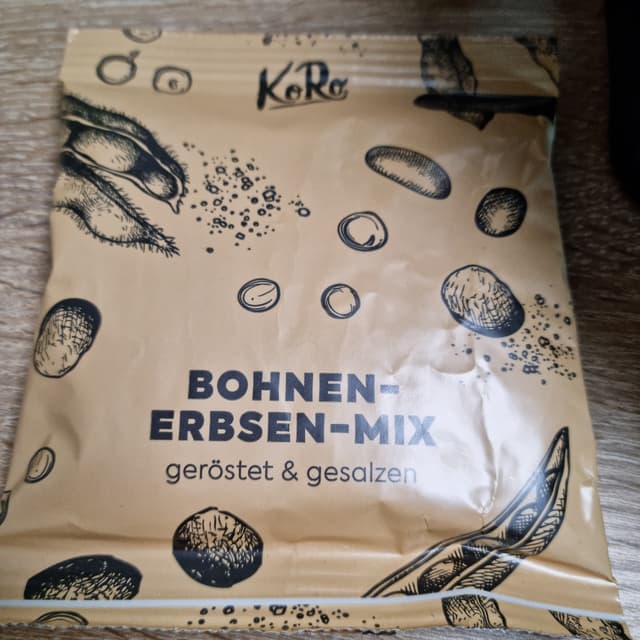 KoRo
BOHNEN-
ERBSEN-MIX
geröstet & gesalzen